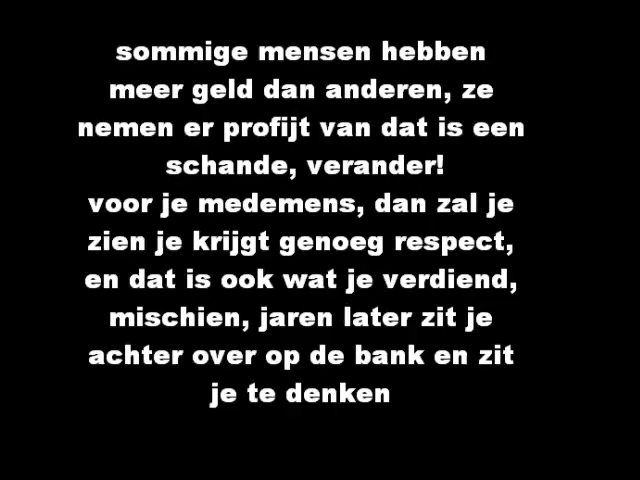 sommige mensen hebben
meer geld dan anderen, ze
nemen er profijt van dat is een
schande, verander!
voor je medemens, dan zal je
zien je krijgt genoeg respect,
en dat is ook wat je verdiend,
mischien, jaren later zit je
achter over op de bank en zit
je te denken